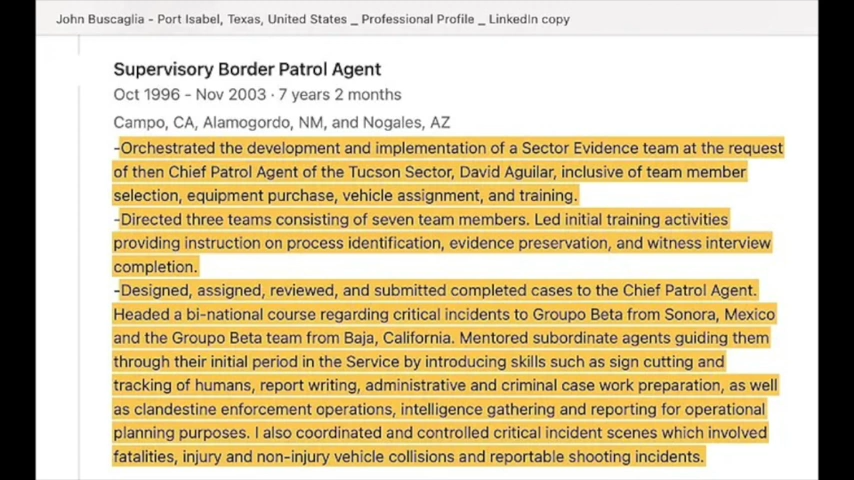 John Buscaglia - Port Isabel, Texas, United States _ Professional Profile _ LinkedIn copy
Supervisory Border Patrol Agent
Oct 1996 - Nov 2003 · 7 years 2 months
Campo, CA, Alamogordo, NM, and Nogales, AZ
-Orchestrated the development and implementation of a Sector Evidence team at the request
of then Chief Patrol Agent of the Tucson Sector, David Aguilar, inclusive of team member
selection, equipment purchase, vehicle assignment, and training.
-Directed three teams consisting of seven team members. Led initial training activities
providing instruction on process identification, evidence preservation, and witness interview
completion.
-Designed, assigned, reviewed, and submitted completed cases to the Chief Patrol Agent.
Headed a bi-national course regarding critical incidents to Groupo Beta from Sonora, Mexico
and the Groupo Beta team from Baja, California. Mentored subordinate agents guiding them
through their initial period in the Service by introducing skills such as sign cutting and
tracking of humans, report writing, administrative and criminal case work preparation, as well
as clandestine enforcement operations, intelligence gathering and reporting for operational
planning purposes. I also coordinated and controlled critical incident scenes which involved
fatalities, injury and non-injury vehicle collisions and reportable shooting incidents.